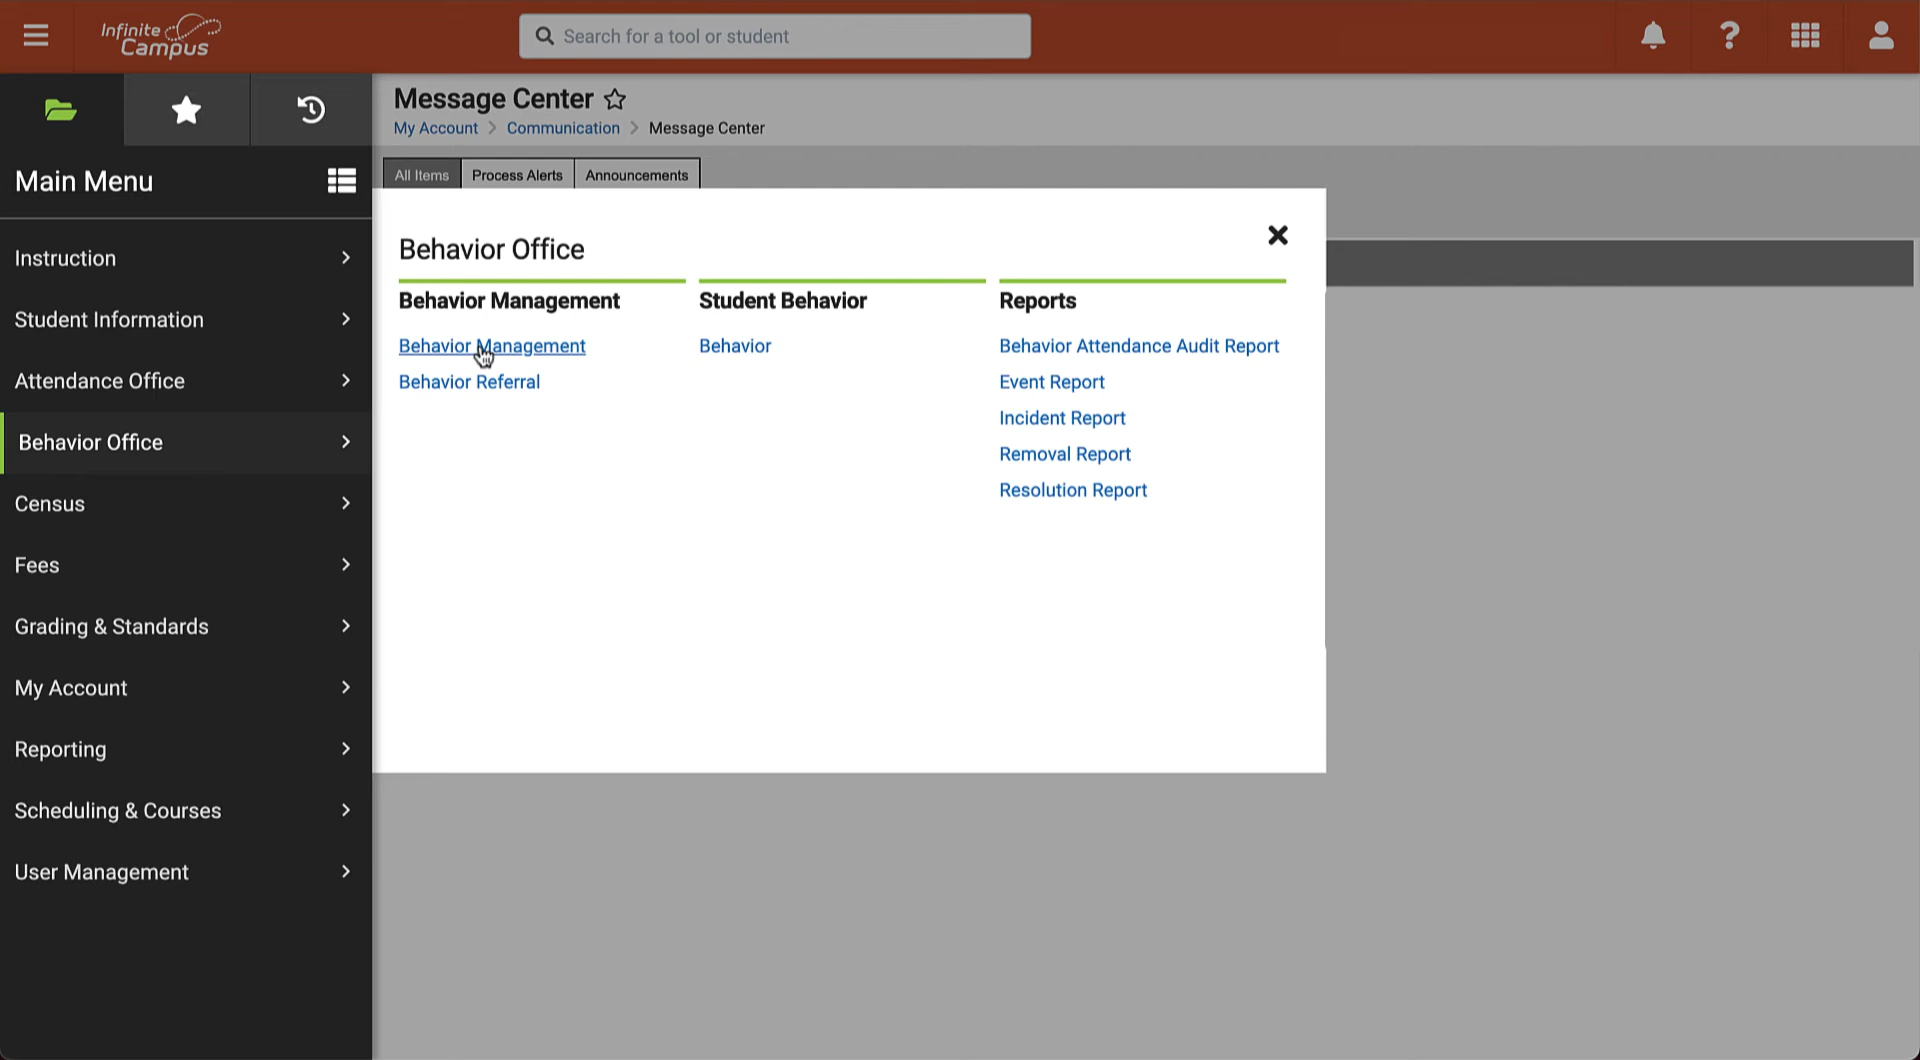 Infinite
Campus
Search for a tool or student
?
Message Center
My Account > Communication > Message Center
Main Menu
All Items
Process Alerts
Announcements
Instruction
Student Information
Attendance Office
Behavior Office
Census
Fees
Grading & Standards
My Account
Reporting
Scheduling & Courses
User Management
Behavior Office
Behavior Management
Behavior Management
Behavior Referral
Student Behavior
Behavior
Reports
Behavior Attendance Audit Report
Event Report
Incident Report
Removal Report
Resolution Report